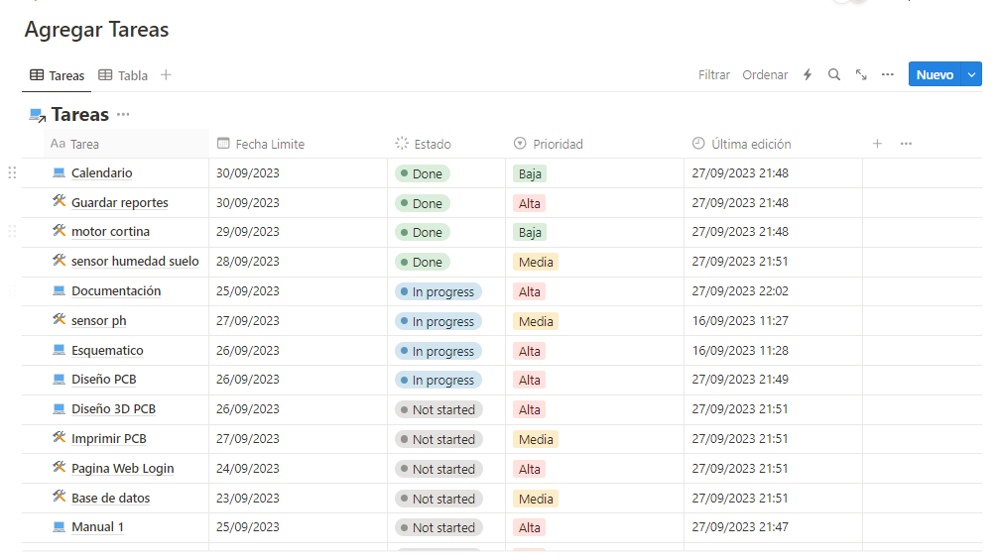 Agregar Tareas
Tareas Tabla Filtrar Ordenar Nuevo
Tareas
Aa Tarea Fecha Limite Estado Prioridad Última edición
Calendario 30/09/2023 Done Baja 27/09/2023 21:48
Guardar reportes 30/09/2023 Done Alta 27/09/2023 21:48
motor cortina 29/09/2023 Done Baja 27/09/2023 21:48
sensor humedad suelo 28/09/2023 Done Media 27/09/2023 21:51
Documentación 25/09/2023 In progress Alta 27/09/2023 22:02
sensor ph 27/09/2023 In progress Media 16/09/2023 11:27
Esquematico 26/09/2023 In progress Alta 16/09/2023 11:28
Diseño PCB 26/09/2023 In progress Alta 27/09/2023 21:49
Diseño 3D PCB 26/09/2023 Not started Alta 27/09/2023 21:51
Imprimir PCB 27/09/2023 Not started Media 27/09/2023 21:51
Pagina Web Login 24/09/2023 Not started Alta 27/09/2023 21:51
Base de datos 23/09/2023 Not started Media 27/09/2023 21:51
Manual 1 25/09/2023 Not started Alta 27/09/2023 21:47